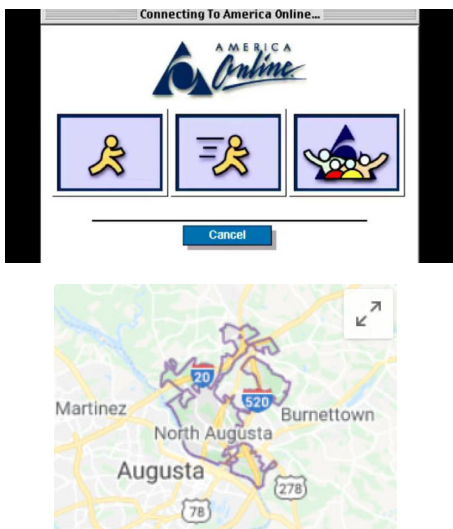 Connecting To America Online...
AMERICA
Online
Cancel
20
520
Martinez
Burnettown
North Augusta
Augusta
278
78